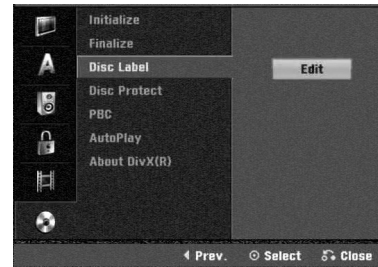 Initialize
Finalize
A
Disc Label
Edit
Disc Protect
PBC
AutoPlay
About DivX(R)
Prev. Select Close